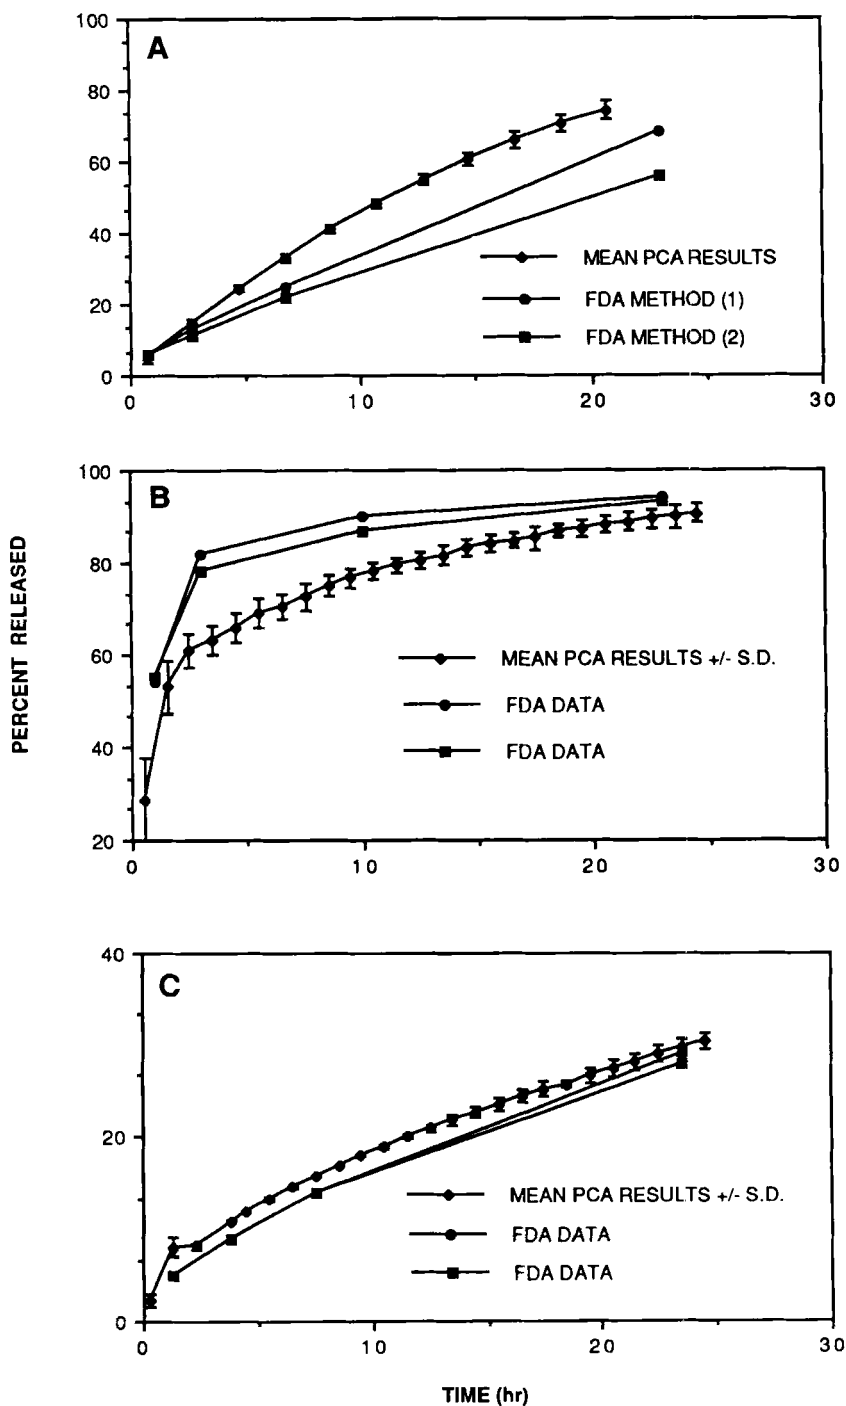 100
A
80
60
40
20
0
MEAN PCA RESULTS
FDA METHOD (1)
FDA METHOD (2)
0 10 20 30
PERCENT RELEASED
100
B
80
60
40
20
MEAN PCA RESULTS +/- S.D.
FDA DATA
FDA DATA
0 10 20 30
40
C
20
0
MEAN PCA RESULTS +/- S.D.
FDA DATA
FDA DATA
0 10 20 30
TIME (hr)